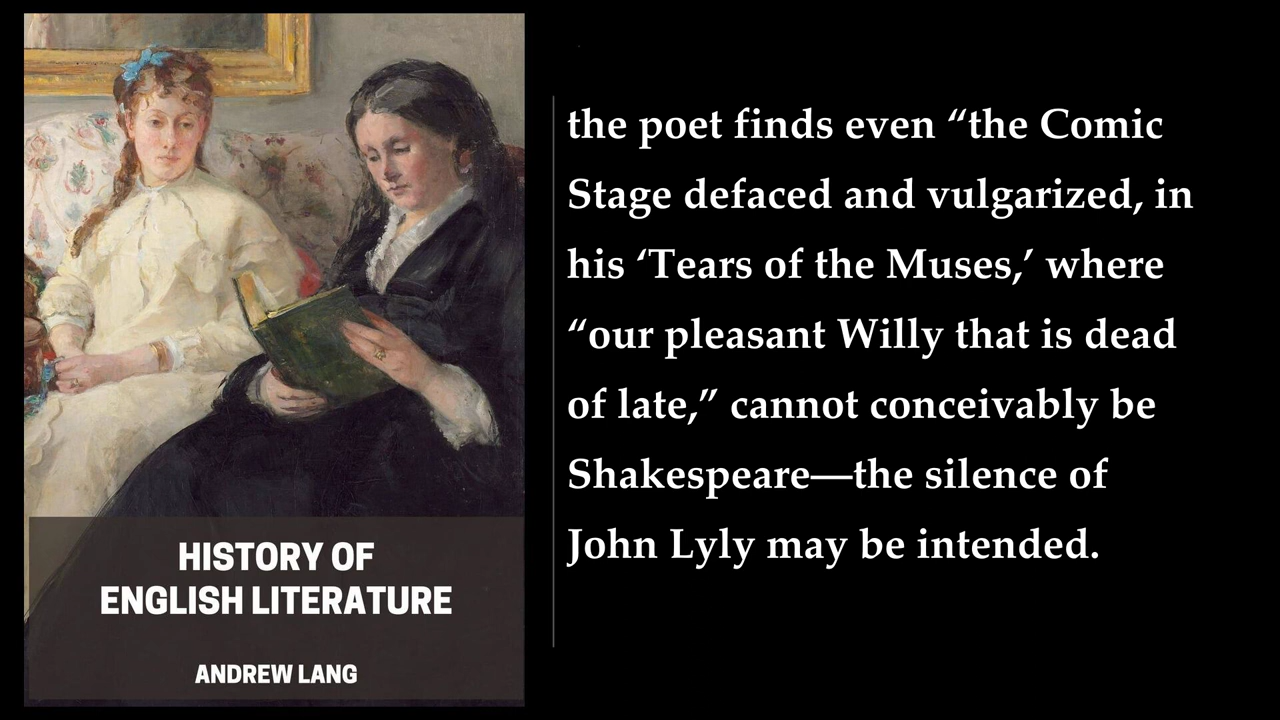 HISTORY OF
ENGLISH LITERATURE
ANDREW LANG
the poet finds even “the Comic
Stage defaced and vulgarized, in
his ‘Tears of the Muses,’ where
“our pleasant Willy that is dead
of late,” cannot conceivably be
Shakespeare—the silence of
John Lyly may be intended.